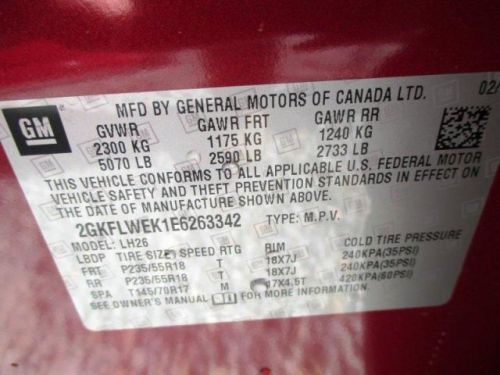 MFD BY GENERAL MOTORS OF CANADA LTD. 02/
GM
GVWR GAWR FRT GAWR RR
2300 KG 1175 KG 1240 KG
5070 LB 2590 LB 2733 LB
THIS VEHICLE CONFORMS TO ALL APPLICABLE U.S. FEDERAL MOTOR
VEHICLE SAFETY AND THEFT PREVENTION STANDARDS IN EFFECT ON THE
DATE OF MANUFACTURE SHOWN ABOVE.
2GKFLWEK1E6263342 TYPE: M.P.V.
MODEL: LH26
LBDP TIRE SIZE SPEED RTG RIM COLD TIRE PRESSURE
FRT P235/55R18 T 18X7J 240KPA(35PSI)
RR P235/55R18 T 18X7J 240KPA(35PSI)
SPA T145/70R17 M 17X4.5T 420KPA(60PSI)
SEE OWNER'S MANUAL FOR MORE INFORMATION.